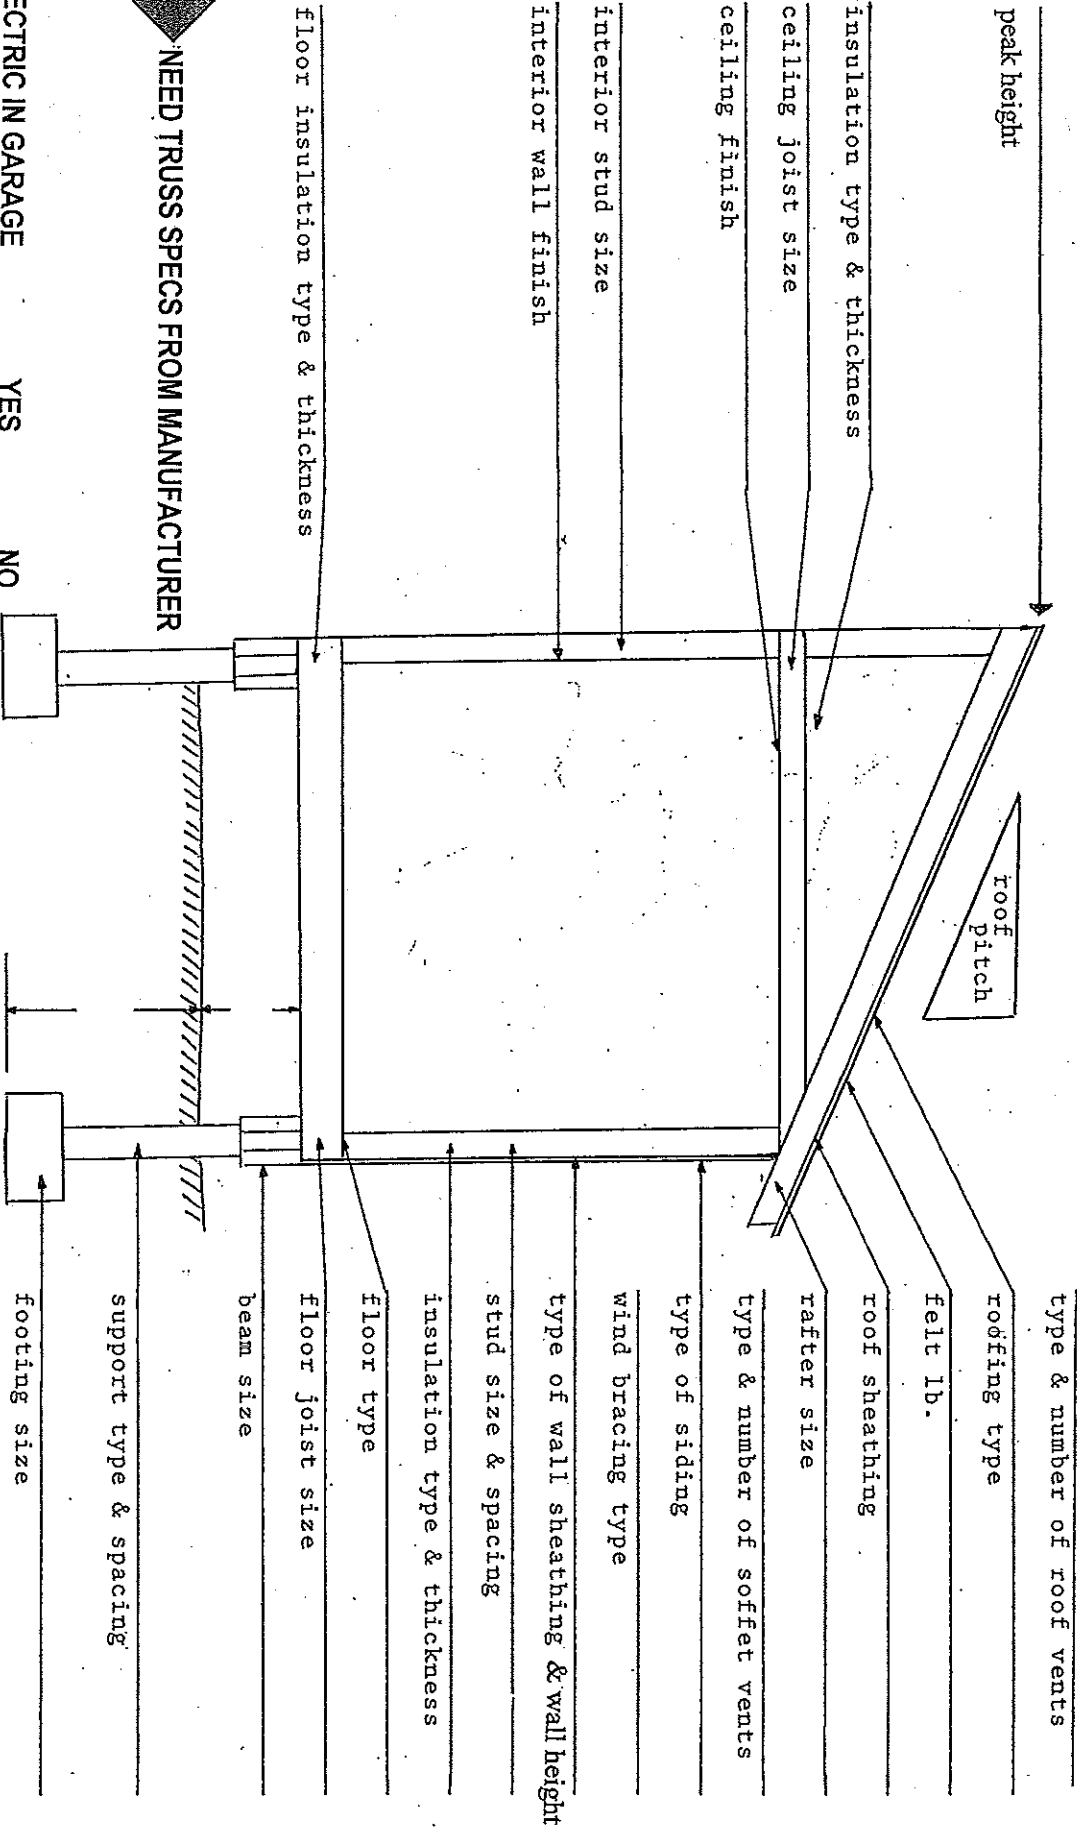 peak height
insulation type & thickness
ceiling joist size
ceiling finish
interior stud size
interior wall finish
floor insulation type & thickness
NEED TRUSS SPECS FROM MANUFACTURER
ECTRIC IN GARAGE YES NO
roof
pitch
type & number of roof vents
roofing type
felt lb.
roof sheathing
rafter size
type & number of soffet vents
type of siding
wind bracing type
type of wall sheathing & wall height
stud size & spacing
insulation type & thickness
floor type
floor joist size
beam size
support type & spacing
footing size